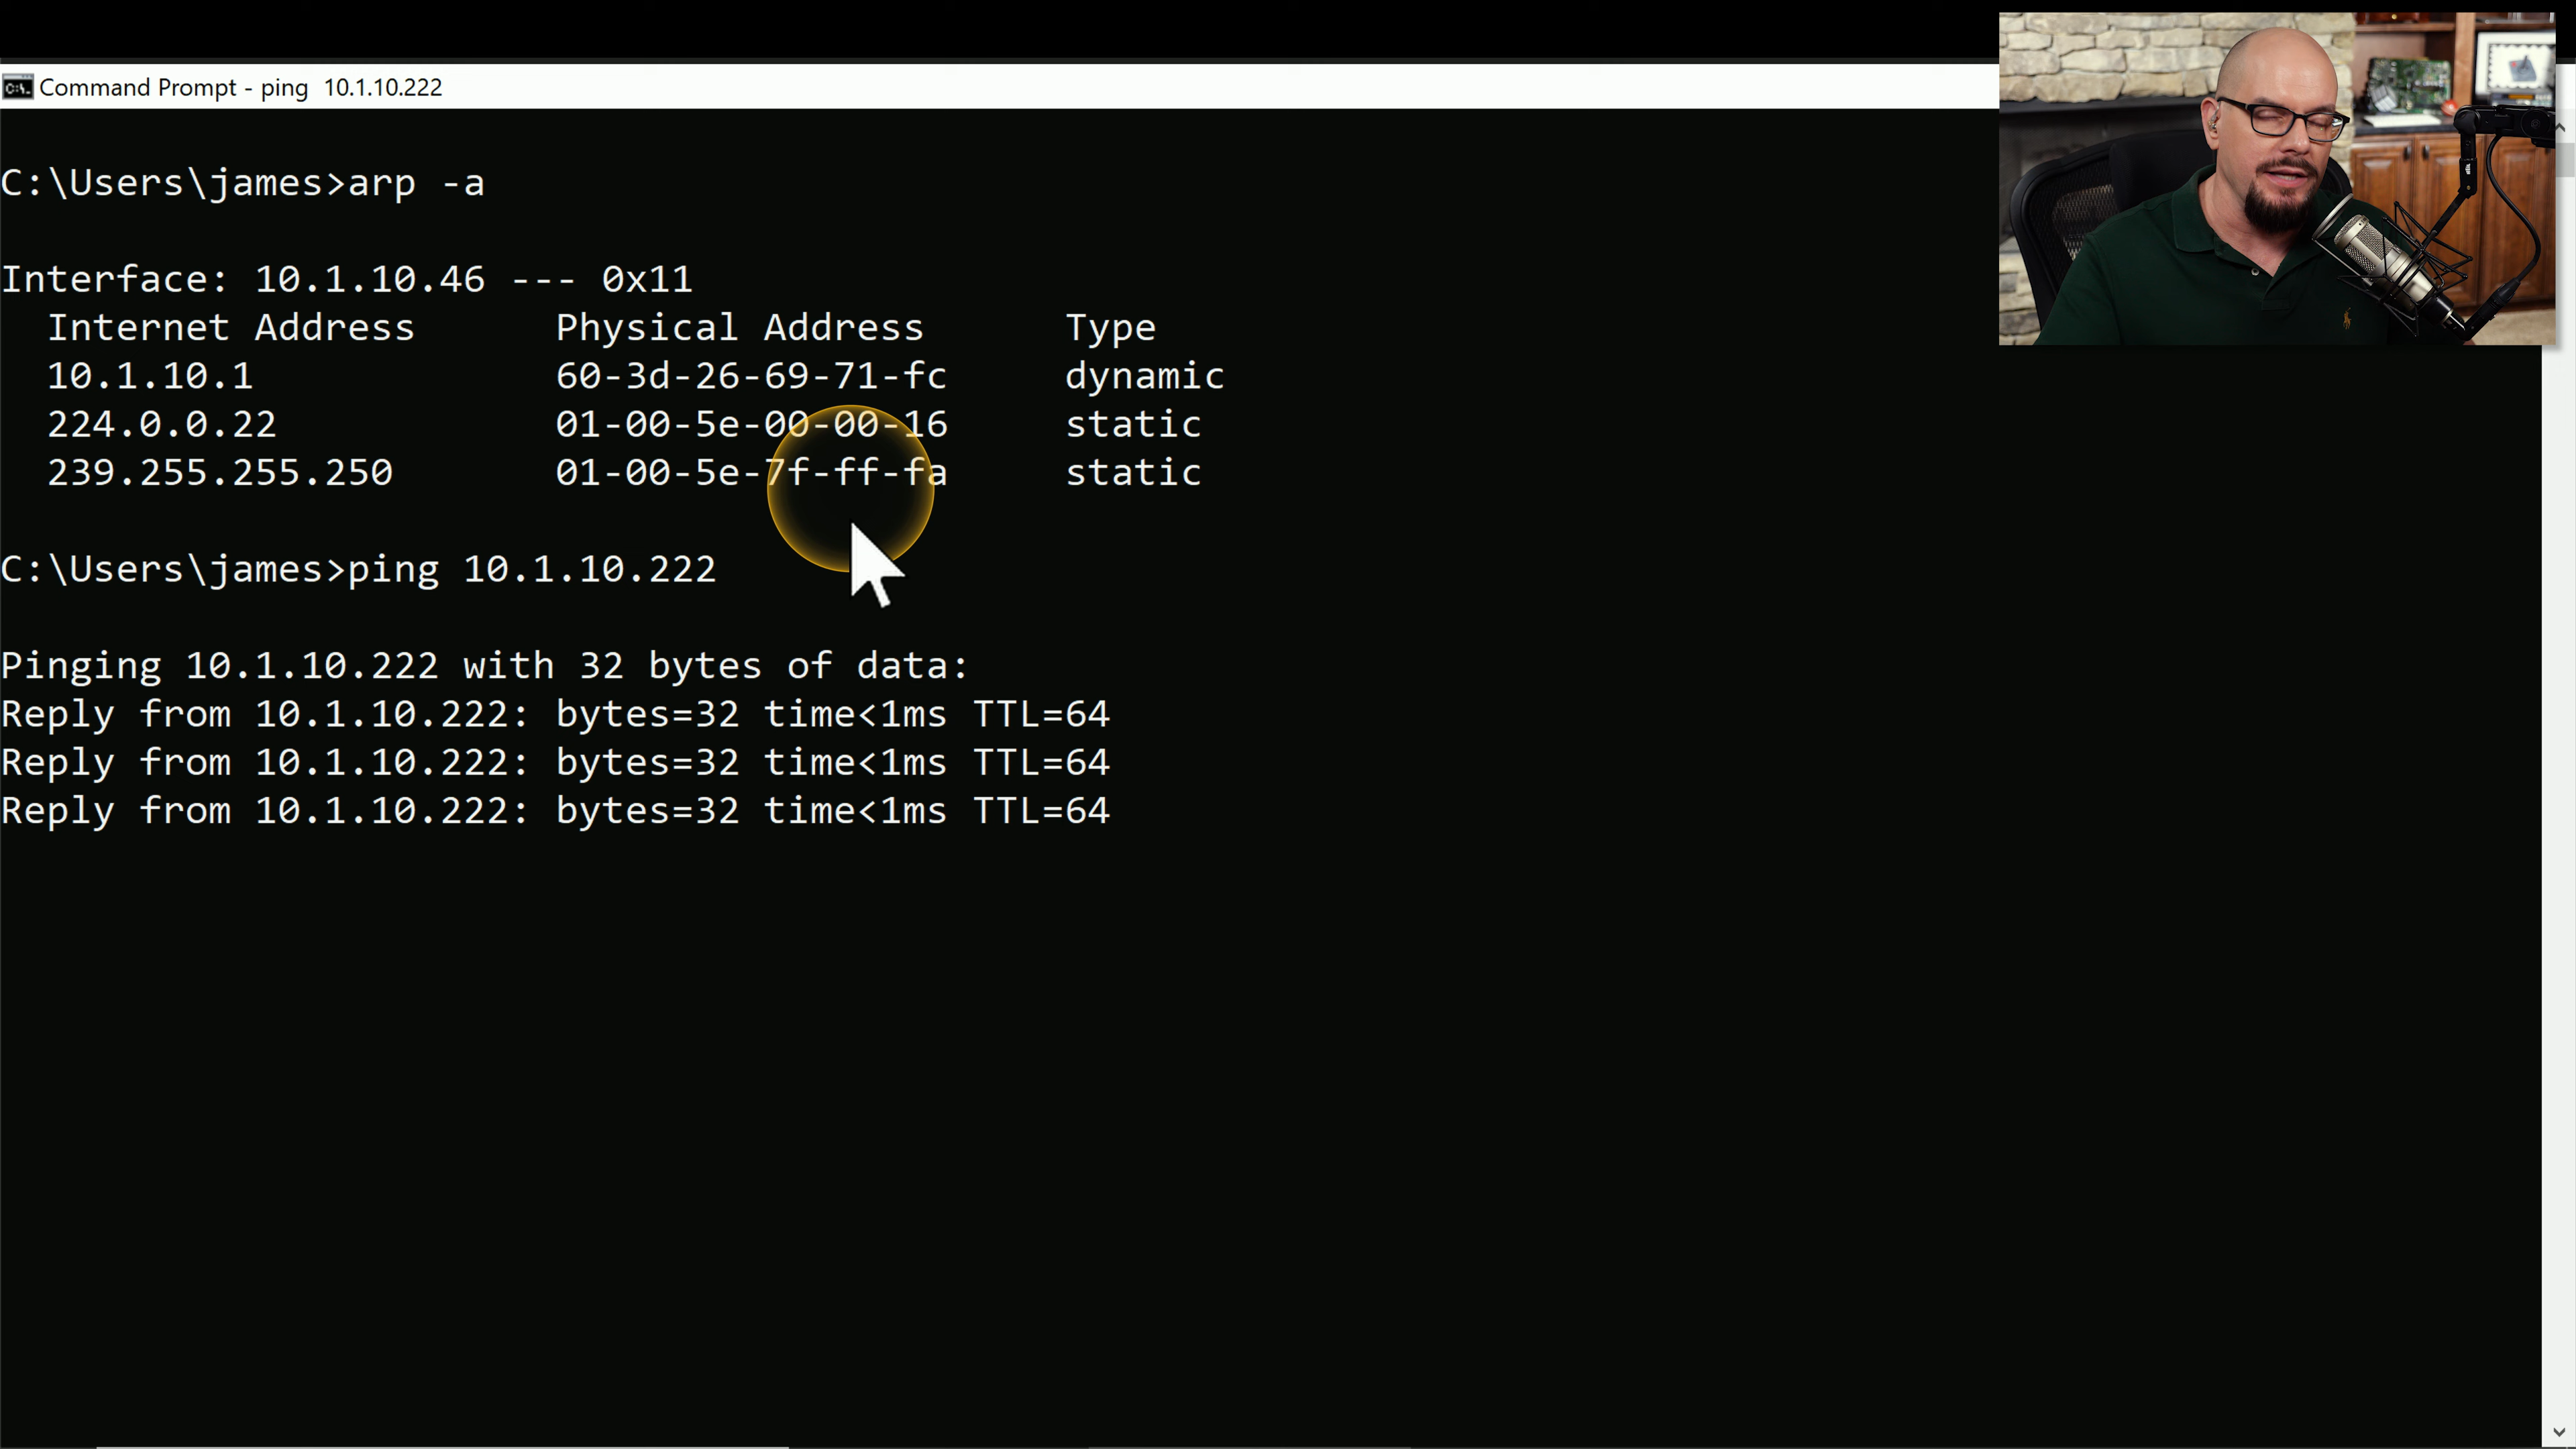 Command Prompt - ping 10.1.10.222
C:\Users\james>arp -a
Interface: 10.1.10.46 --- 0x11
Internet Address Physical Address Type
10.1.10.1 60-3d-26-69-71-fc dynamic
224.0.0.22 01-00-5e-00-00-16 static
239.255.255.250 01-00-5e-7f-ff-fa static
C:\Users\james>ping 10.1.10.222
Pinging 10.1.10.222 with 32 bytes of data:
Reply from 10.1.10.222: bytes=32 time<1ms TTL=64
Reply from 10.1.10.222: bytes=32 time<1ms TTL=64
Reply from 10.1.10.222: bytes=32 time<1ms TTL=64